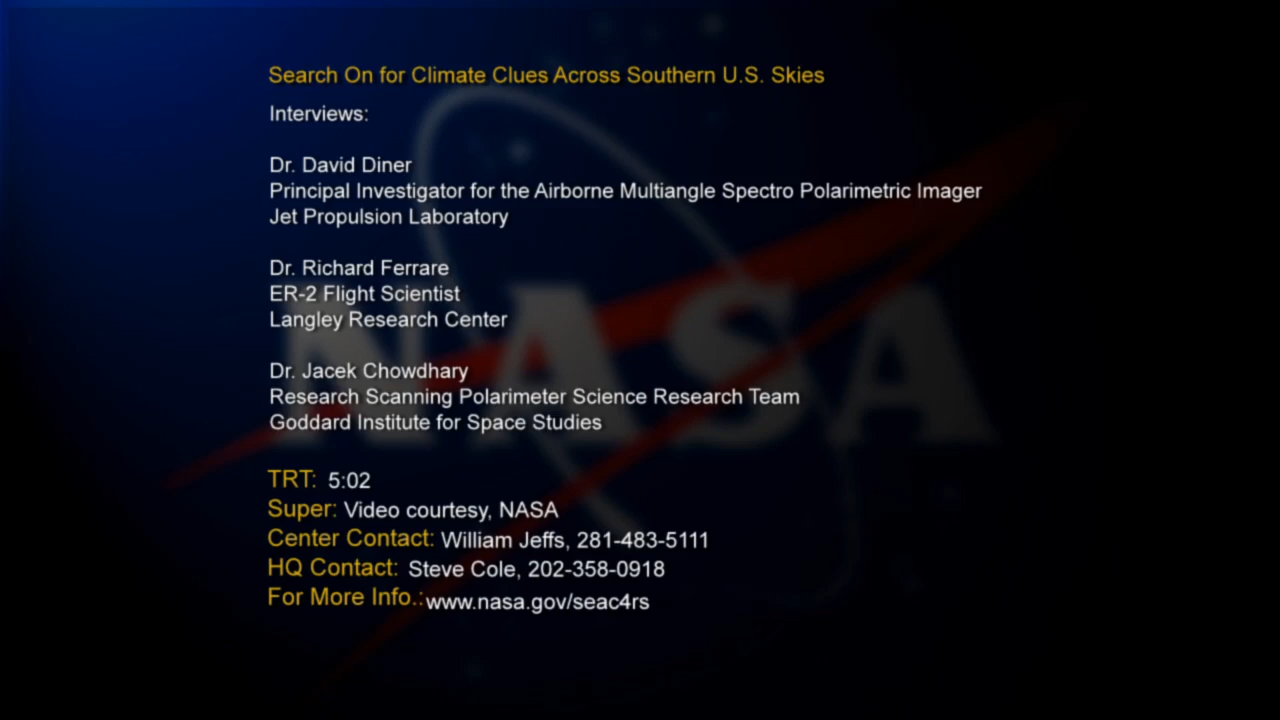 Search On for Climate Clues Across Southern U.S. Skies
Interviews:
Dr. David Diner
Principal Investigator for the Airborne Multiangle Spectro Polarimetric Imager
Jet Propulsion Laboratory
Dr. Richard Ferrare
ER-2 Flight Scientist
Langley Research Center
Dr. Jacek Chowdhary
Research Scanning Polarimeter Science Research Team
Goddard Institute for Space Studies
TRT: 5:02
Super: Video courtesy, NASA
Center Contact: William Jeffs, 281-483-5111
HQ Contact: Steve Cole, 202-358-0918
For More Info.: www.nasa.gov/seac4rs
NASA